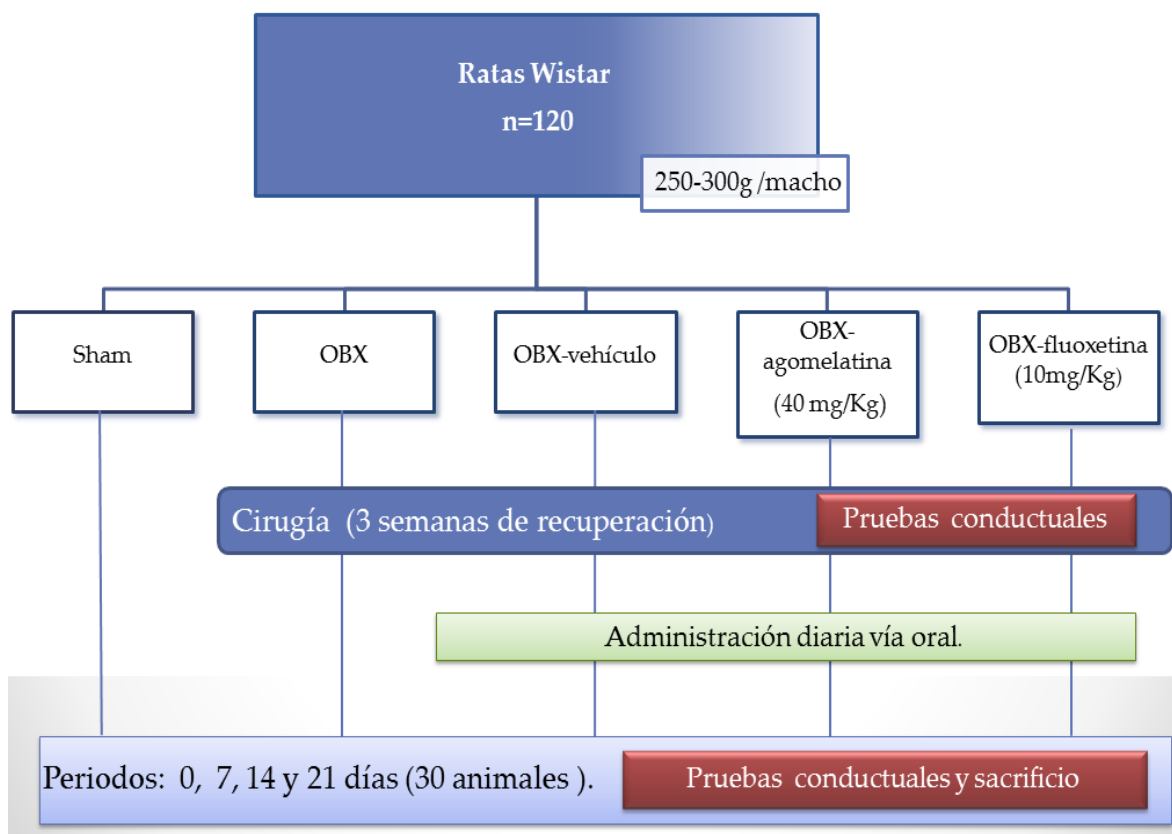 Ratas Wistar
n=120
250-300g /macho
Sham
OBX
OBX-vehículo
OBX-
agomelatina
(40 mg/Kg)
OBX-fluoxetina
(10mg/Kg)
Cirugía (3 semanas de recuperación)
Pruebas conductuales
Administración diaria vía oral.
Periodos: 0, 7, 14 y 21 días (30 animales ).
Pruebas conductuales y sacrificio